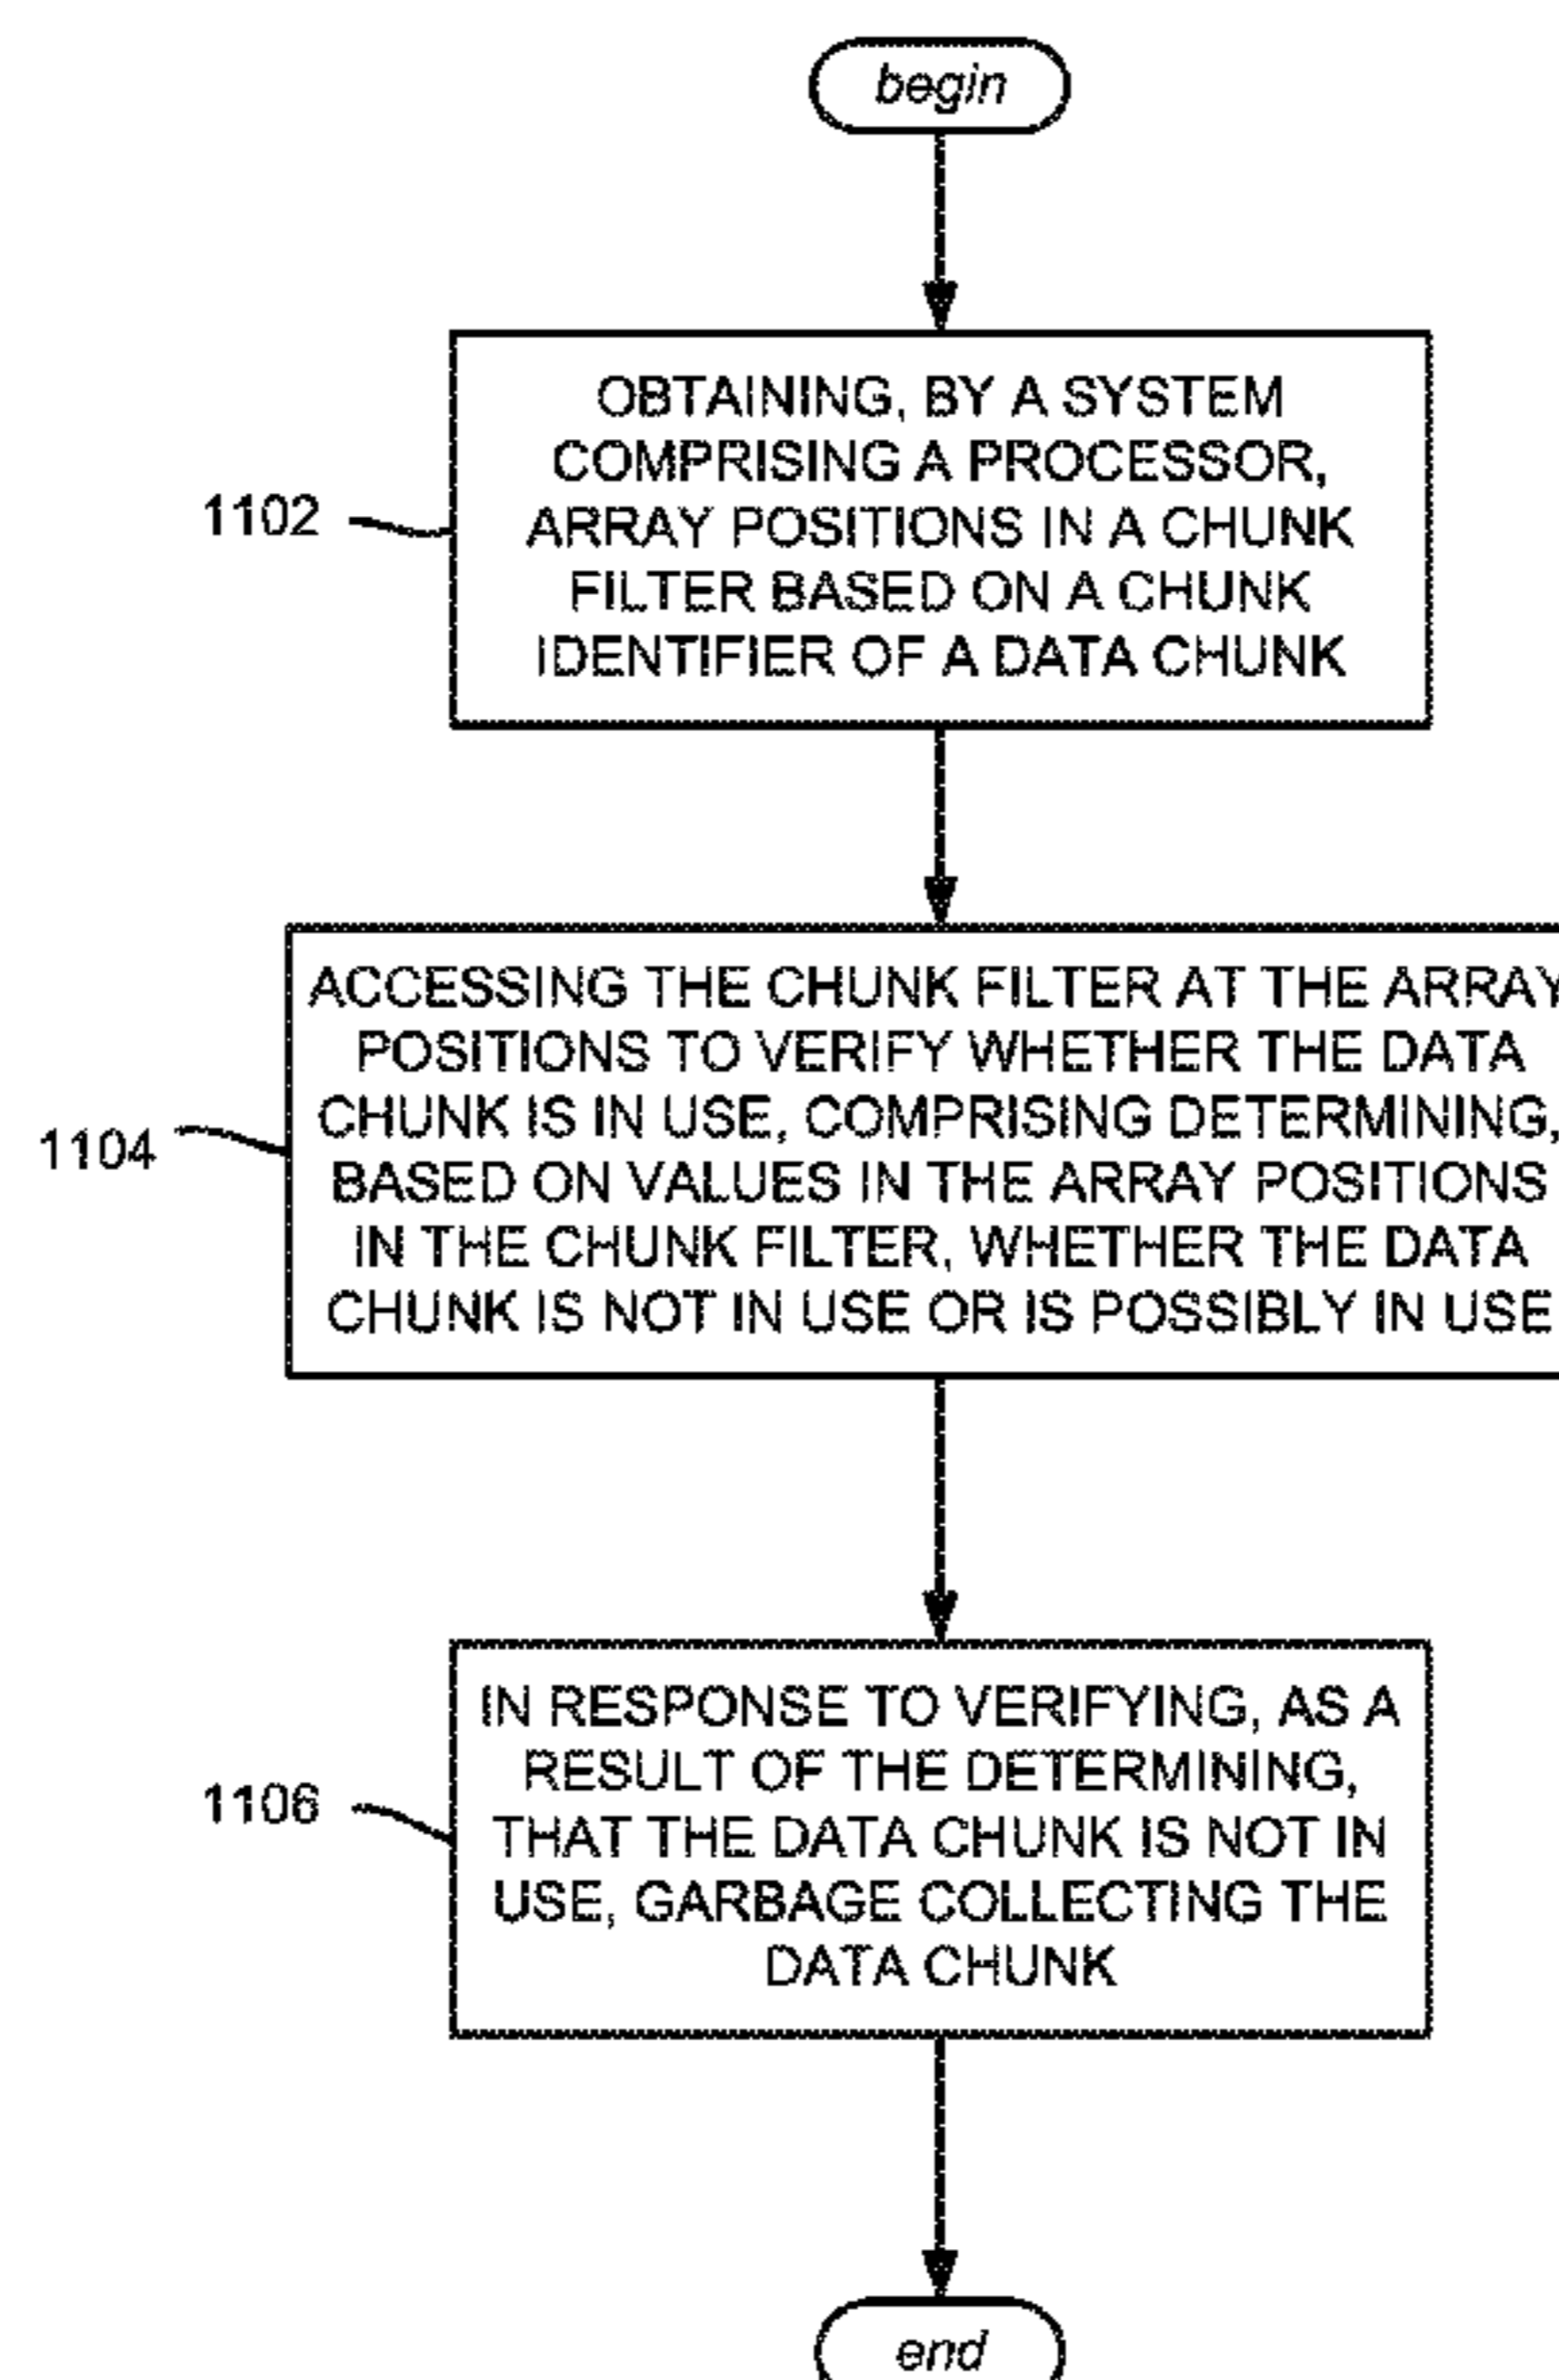 begin
OBTAINING, BY A SYSTEM
COMPRISING A PROCESSOR,
ARRAY POSITIONS IN A CHUNK
FILTER BASED ON A CHUNK
IDENTIFIER OF A DATA CHUNK
1102
ACCESSING THE CHUNK FILTER AT THE ARRAY
POSITIONS TO VERIFY WHETHER THE DATA
CHUNK IS IN USE, COMPRISING DETERMINING,
BASED ON VALUES IN THE ARRAY POSITIONS
IN THE CHUNK FILTER, WHETHER THE DATA
CHUNK IS NOT IN USE OR IS POSSIBLY IN USE
1104
IN RESPONSE TO VERIFYING, AS A
RESULT OF THE DETERMINING,
THAT THE DATA CHUNK IS NOT IN
USE, GARBAGE COLLECTING THE
DATA CHUNK
1106
end